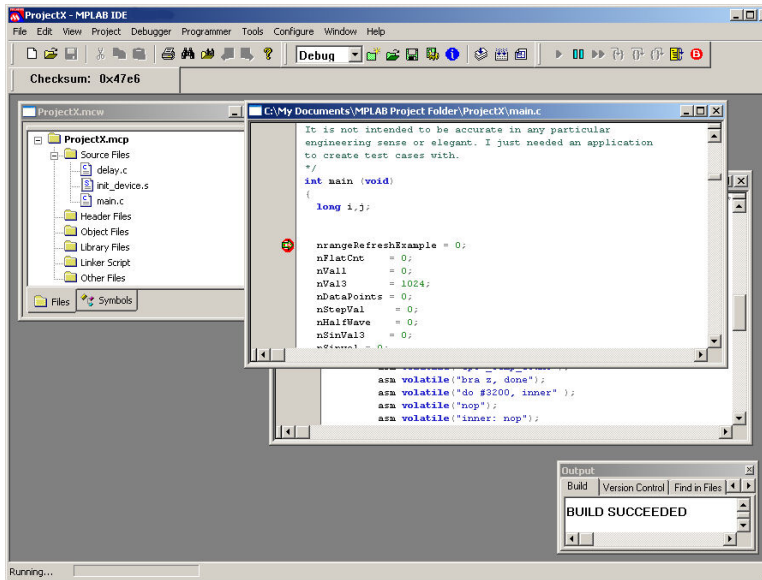 ProjectX - MPLAB IDE
File Edit View Project Debugger Programmer Tools Configure Window Help
Debug
Checksum: 0x47e6
ProjectX.mcw
ProjectX.mcp
Source Files
delay.c
init_device.s
main.c
Header Files
Object Files
Library Files
Linker Script
Other Files
Files Symbols
C:\My Documents\MPLAB Project Folder\ProjectX\main.c
It is not intended to be accurate in any particular
engineering sense or elegant. I just needed an application
to create test cases with.
*/
int main (void)
{
long i,j;
nrangeRefreshExample = 0;
nFlatCnt = 0;
nVal1 = 0;
nVal3 = 1024;
nDataPoints = 0;
nStepVal = 0;
nHalfWave = 0;
nSinVal3 = 0;
asm volatile("bra z, done");
asm volatile("do #3200, inner" );
asm volatile("nop");
asm volatile("inner: nop");
Output
Build Version Control Find in Files
BUILD SUCCEEDED
Running...